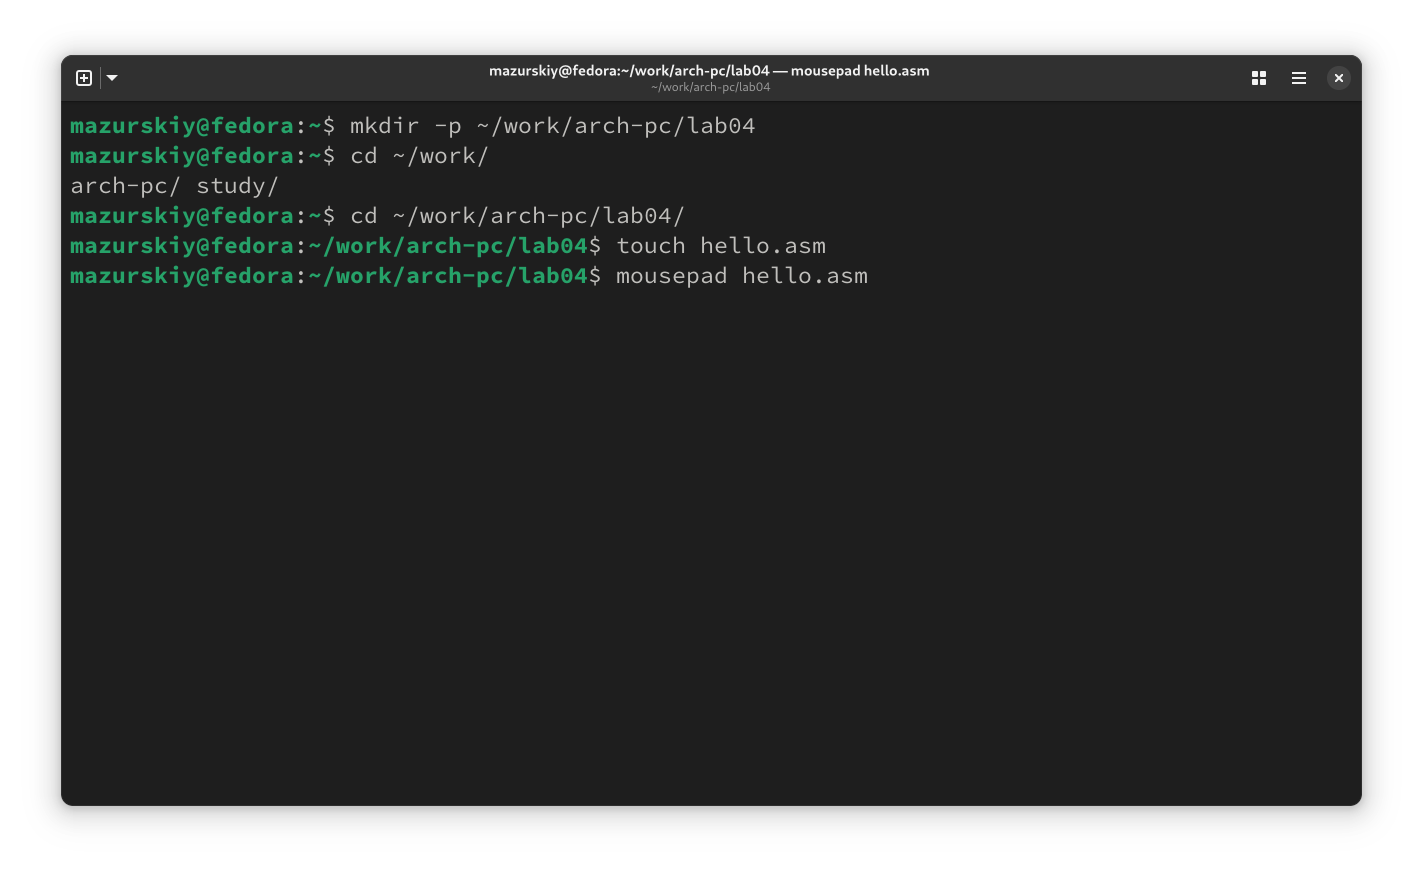 mazurskiy@fedora:~/work/arch-pc/lab04 — mousepad hello.asm
~/work/arch-pc/lab04
mazurskiy@fedora:~$ mkdir -p ~/work/arch-pc/lab04
mazurskiy@fedora:~$ cd ~/work/
arch-pc/ study/
mazurskiy@fedora:~$ cd ~/work/arch-pc/lab04/
mazurskiy@fedora:~/work/arch-pc/lab04$ touch hello.asm
mazurskiy@fedora:~/work/arch-pc/lab04$ mousepad hello.asm